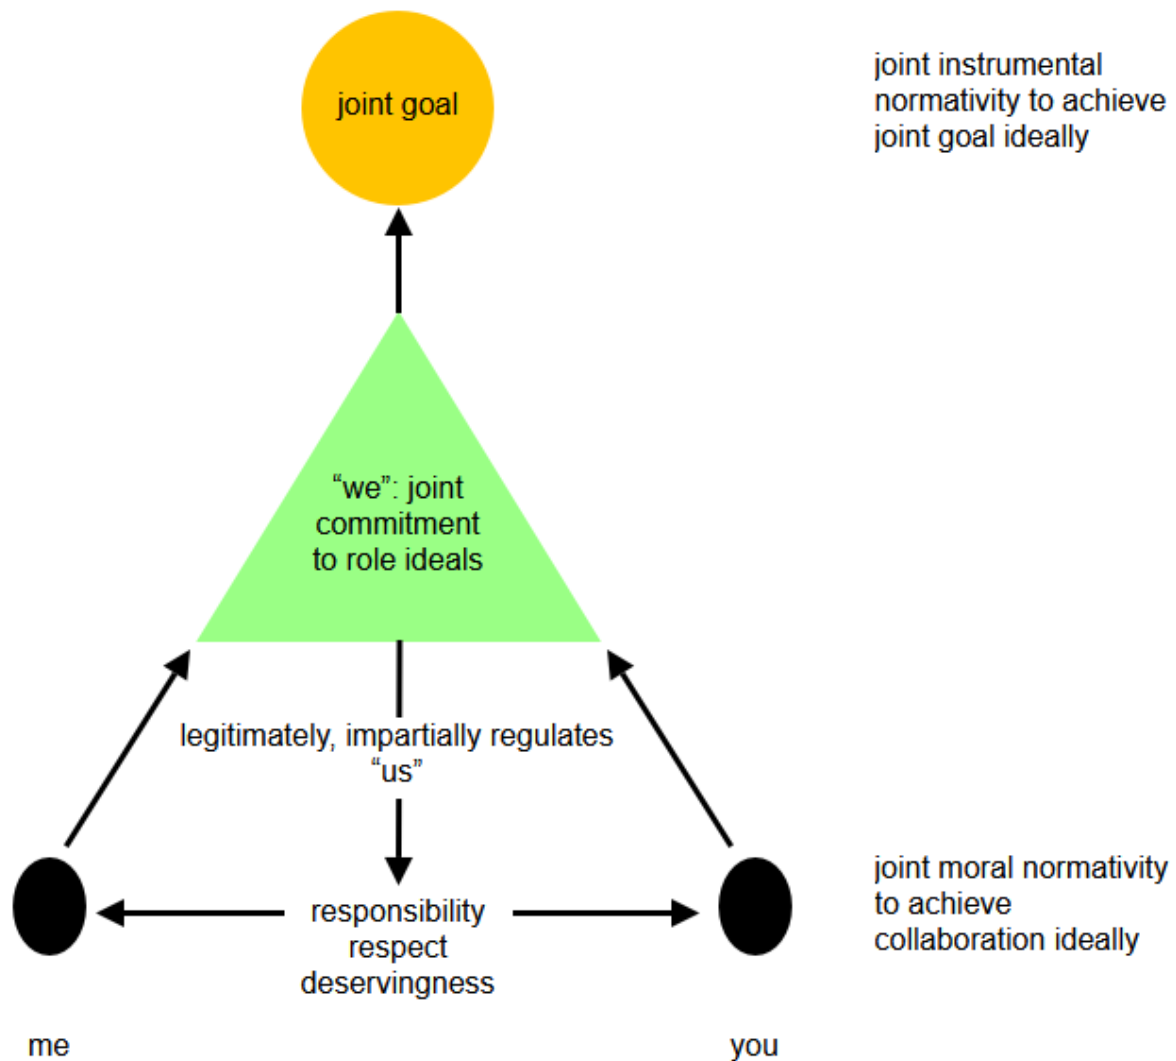 joint goal
joint instrumental
normativity to achieve
joint goal ideally
“we”: joint
commitment
to role ideals
legitimately, impartially regulates
“us”
responsibility
respect
deservingness
joint moral normativity
to achieve
collaboration ideally
me
you